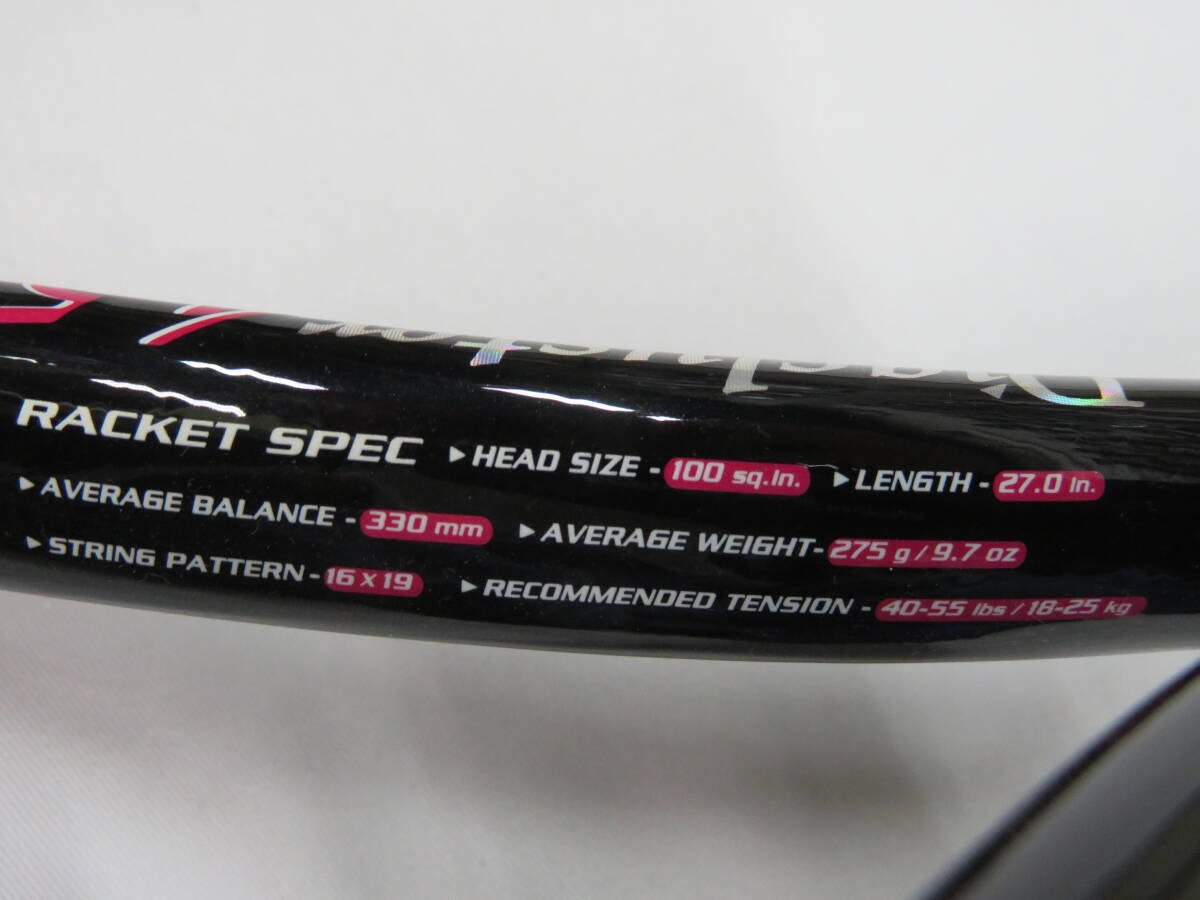 RACKET SPEC ▶HEAD SIZE - 100 sq.In. ▶LENGTH - 27.0 In.
▶AVERAGE BALANCE - 330 mm ▶AVERAGE WEIGHT- 275 g / 9.7 oz
▶STRING PATTERN - 16 x 19 ▶RECOMMENDED TENSION - 40-55 lbs / 18-25 kg